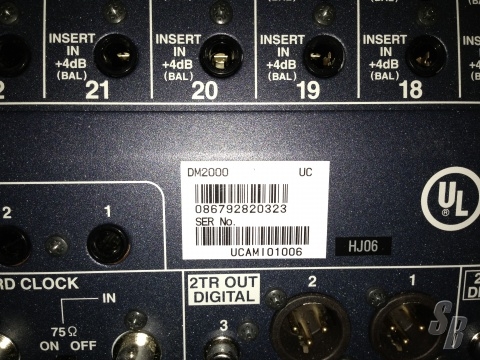 INSERT INSERT INSERT INSERT
IN IN IN IN
+4dB +4dB +4dB +4dB
(BAL) (BAL) (BAL) (BAL)
2 21 20 19 18
DM2000 UC
086792820323
SER No.
UCAMI01006
HJ06
UL
2 1
RD CLOCK
IN
75Ω
ON OFF
2TR OUT
DIGITAL
3
2
1
2
D
SB